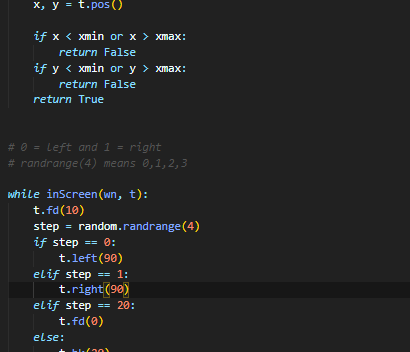 x, y = t.pos()
if x < xmin or x > xmax:
return False
if y < xmin or y > xmax:
return False
return True
# 0 = left and 1 = right
# randrange(4) means 0,1,2,3
while inScreen(wn, t):
t.fd(10)
step = random.randrange(4)
if step == 0:
t.left(90)
elif step == 1:
t.right(90)
elif step == 20:
t.fd(0)
else: